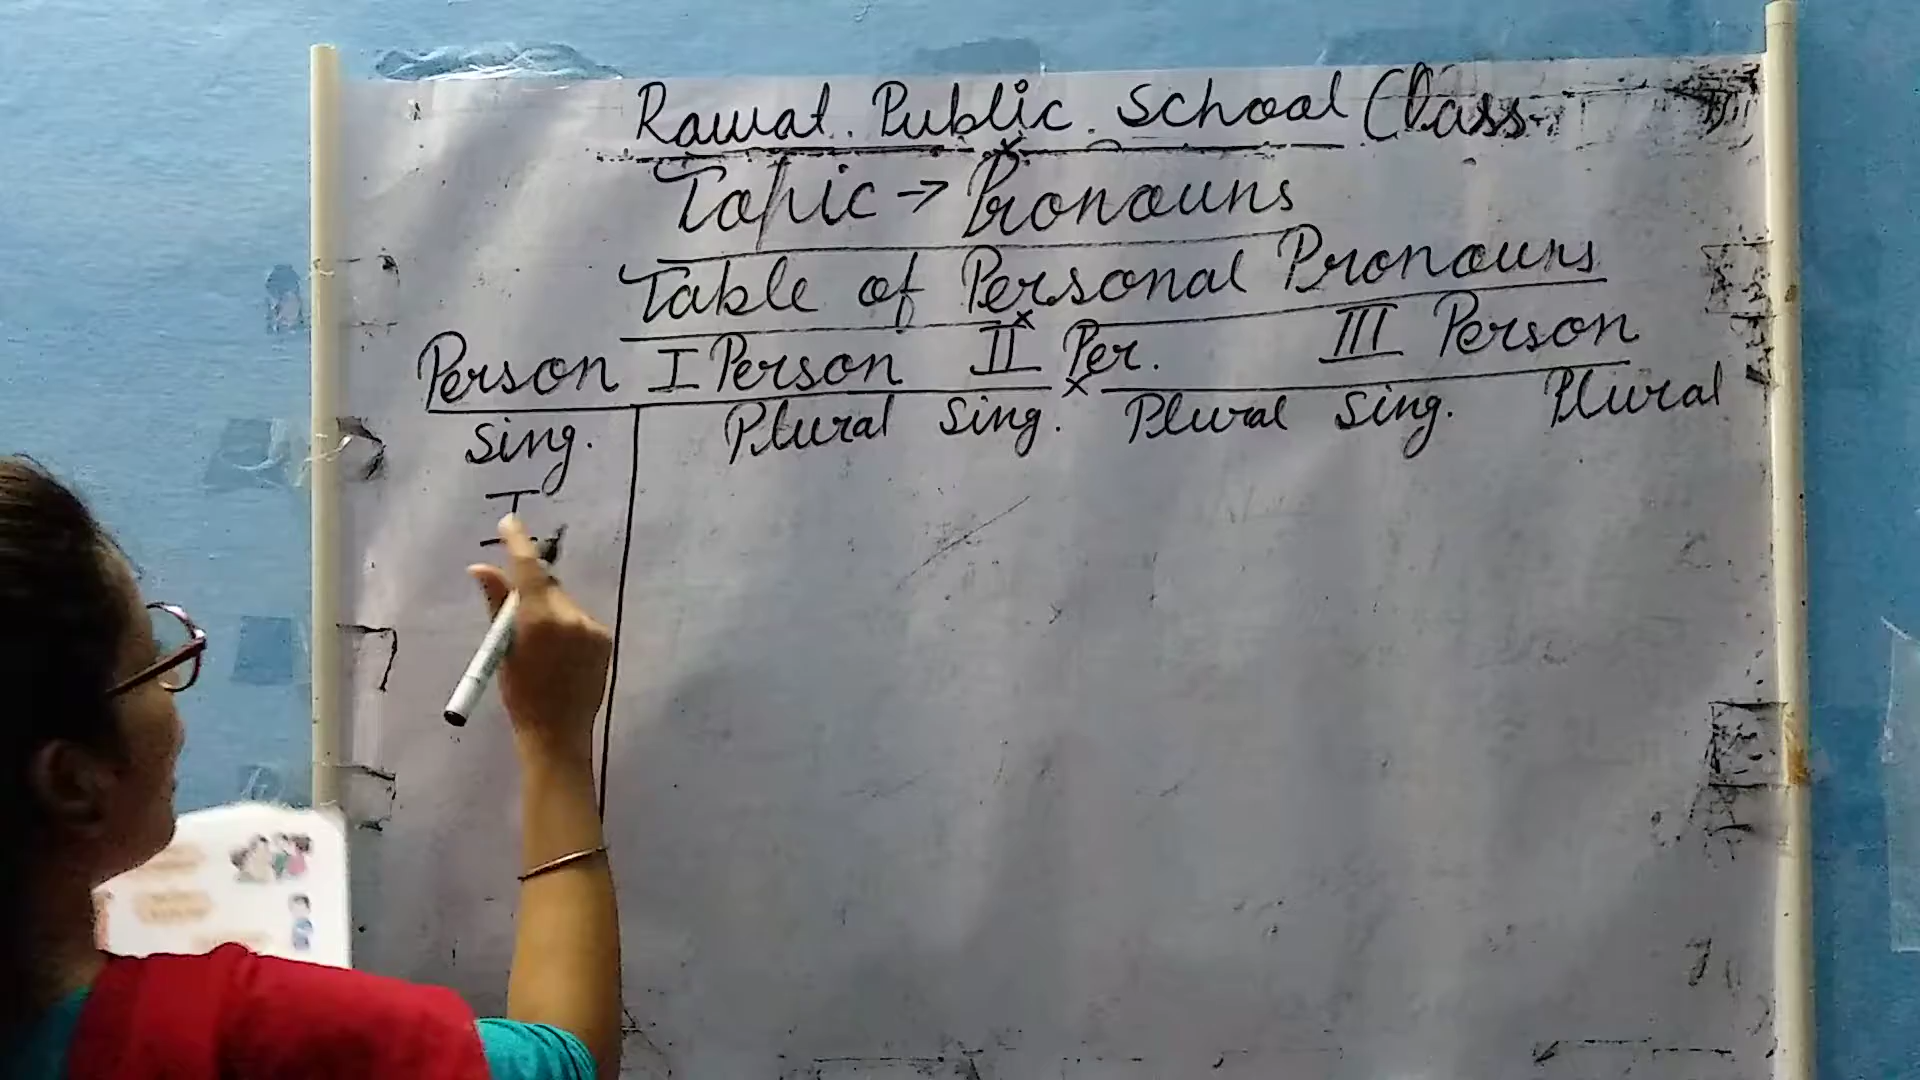 Rawat Public School Class
Topic → Pronouns
Table of Personal Pronouns
Person I Person II Per. III Person
Sing. Plural Sing. Plural Sing. Plural
I